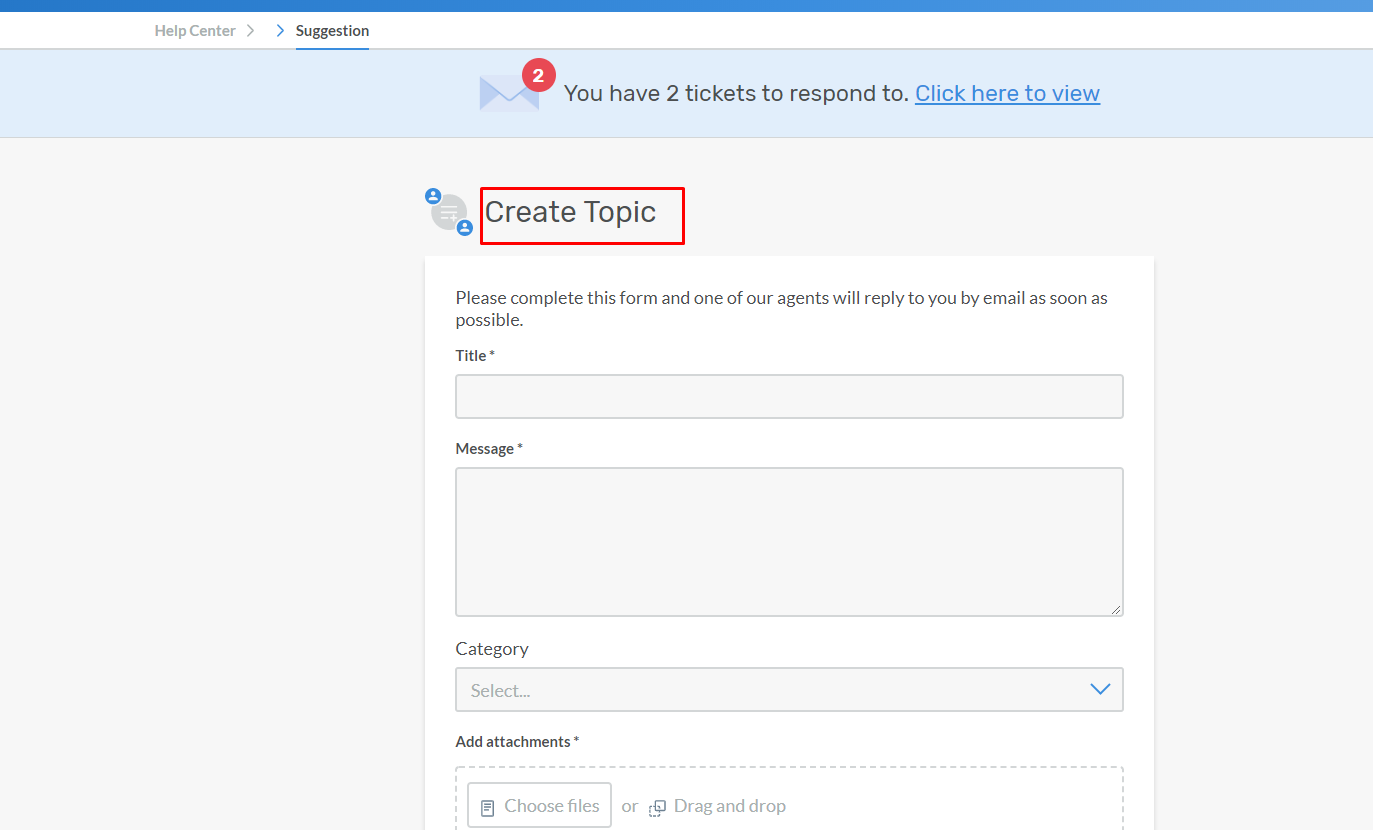 Help Center Suggestion
2
You have 2 tickets to respond to. Click here to view
Create Topic
Please complete this form and one of our agents will reply to you by email as soon as
possible.
Title *
Message *
Category
Select...
Add attachments *
Choose files or Drag and drop